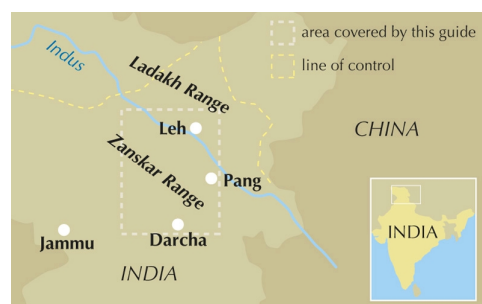 area covered by this guide
line of control
Indus
Ladakh Range
Leh
CHINA
Zanskar Range
Pang
Jammu
Darcha
INDIA
INDIA